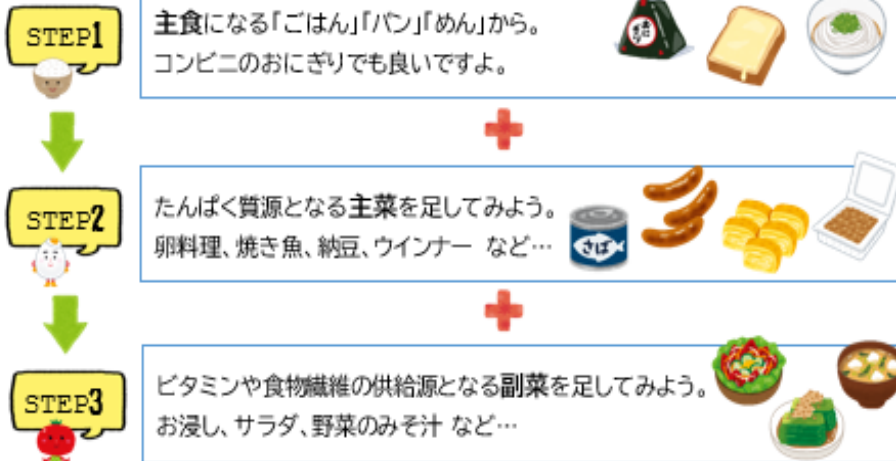 STEP1
主食になる「ごはん」「パン」「めん」から。
コンビニのおにぎりでも良いですよ。
おにぎり
STEP2
たんぱく質源となる主菜を足してみよう。
卵料理、焼き魚、納豆、ウインナー など…
さば
STEP3
ビタミンや食物繊維の供給源となる副菜を足してみよう。
お浸し、サラダ、野菜のみそ汁 など…